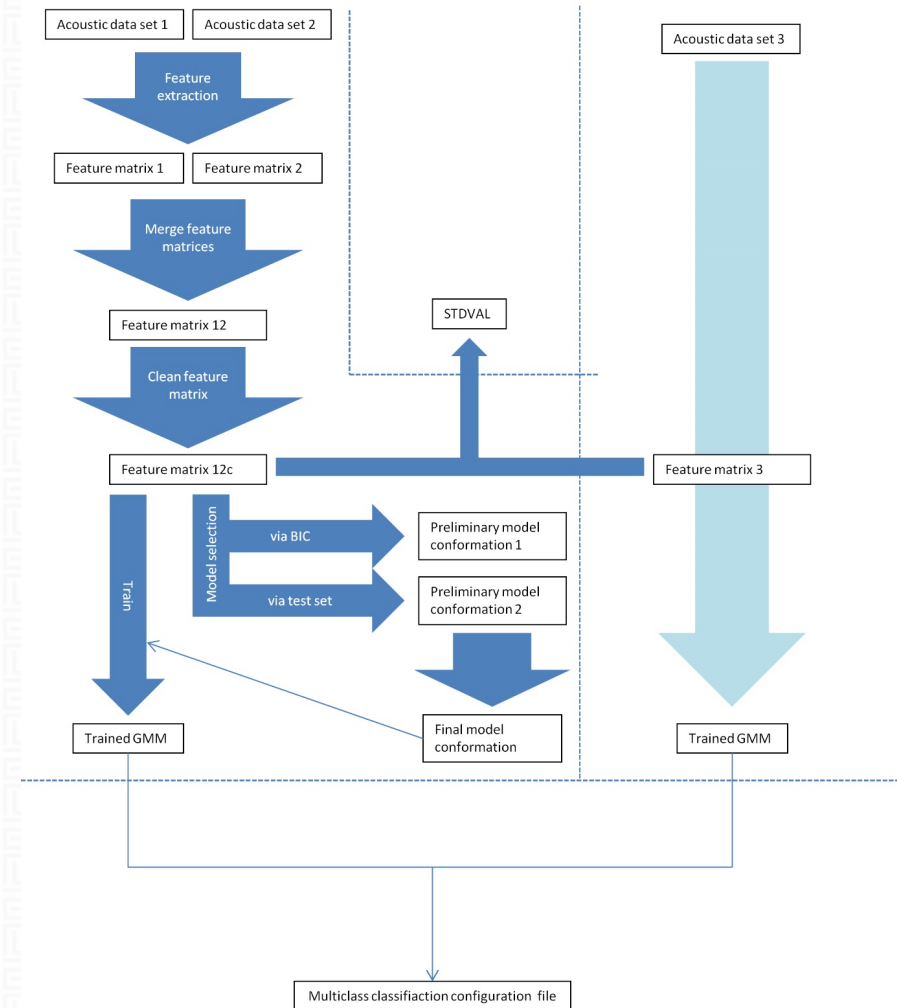 Acoustic data set 1
Acoustic data set 2
Acoustic data set 3
Feature
extraction
Feature matrix 1
Feature matrix 2
Merge feature
matrices
Feature matrix 12
STDVAL
Clean feature
matrix
Feature matrix 12c
Feature matrix 3
Train
Model selection
via BIC
Preliminary model
conformation 1
via test set
Preliminary model
conformation 2
Trained GMM
Final model
conformation
Trained GMM
Multiclass classifiaction configuration file